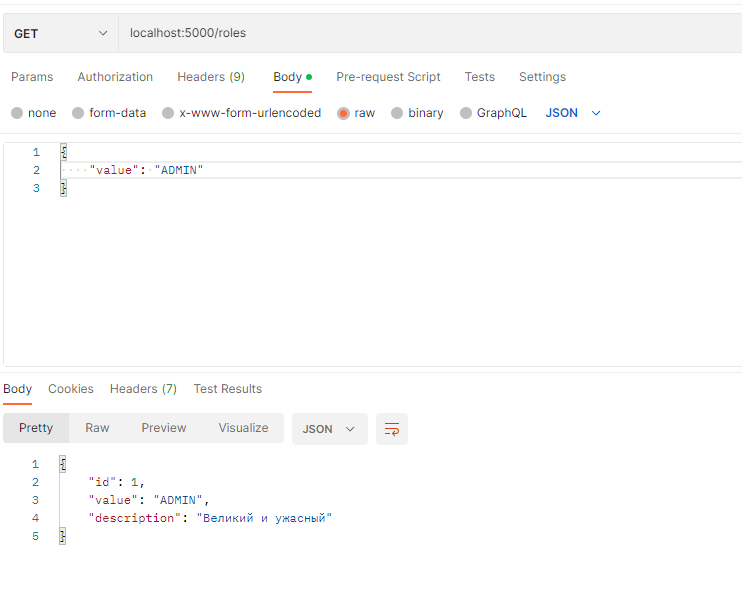 GET localhost:5000/roles
Params Authorization Headers (9) Body Pre-request Script Tests Settings
none form-data x-www-form-urlencoded raw binary GraphQL JSON
1 {
2 "value": "ADMIN"
3 }
Body Cookies Headers (7) Test Results
Pretty Raw Preview Visualize JSON
1 {
2 "id": 1,
3 "value": "ADMIN",
4 "description": "Великий и ужасный"
5 }